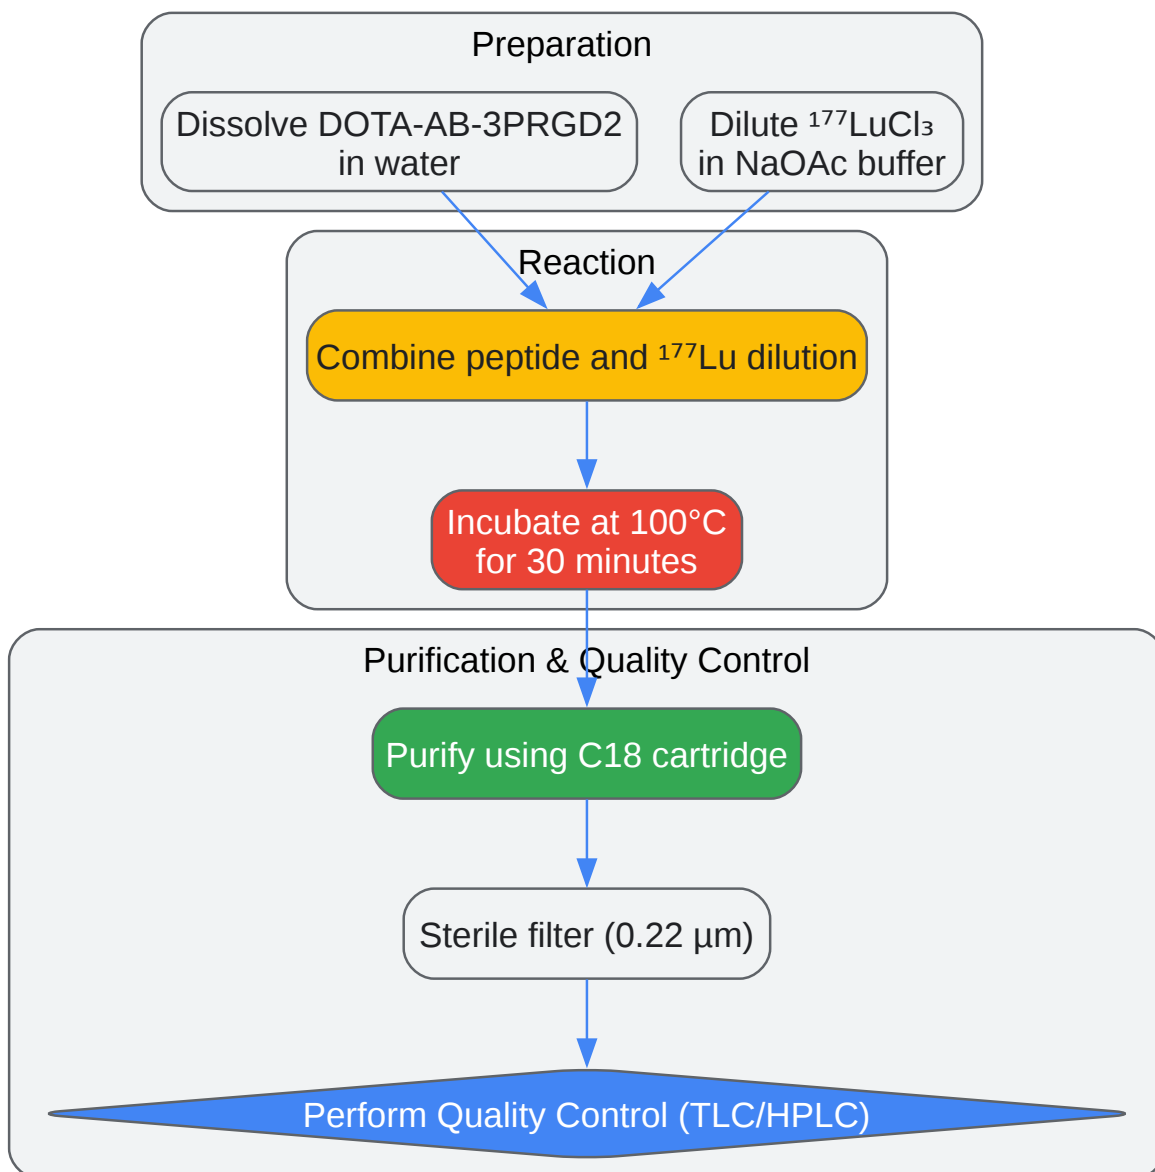 Preparation
Dissolve DOTA-AB-3PRGD2
in water
Dilute ¹⁷⁷LuCl₃
in NaOAc buffer
Reaction
Combine peptide and ¹⁷⁷Lu dilution
Incubate at 100°C
for 30 minutes
Purification & Quality Control
Purify using C18 cartridge
Sterile filter (0.22 µm)
Perform Quality Control (TLC/HPLC)